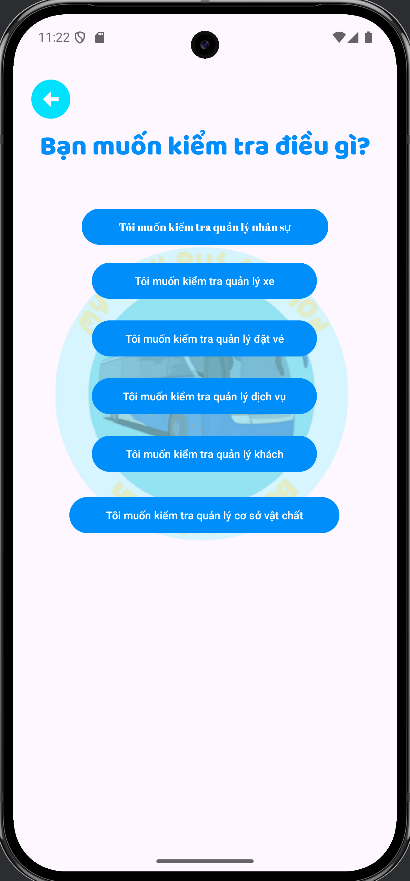 11:22
Bạn muốn kiểm tra điều gì?
Tôi muốn kiểm tra quản lý nhân sự
Tôi muốn kiểm tra quản lý xe
Tôi muốn kiểm tra quản lý đặt vé
Tôi muốn kiểm tra quản lý dịch vụ
Tôi muốn kiểm tra quản lý khách
Tôi muốn kiểm tra quản lý cơ sở vật chất